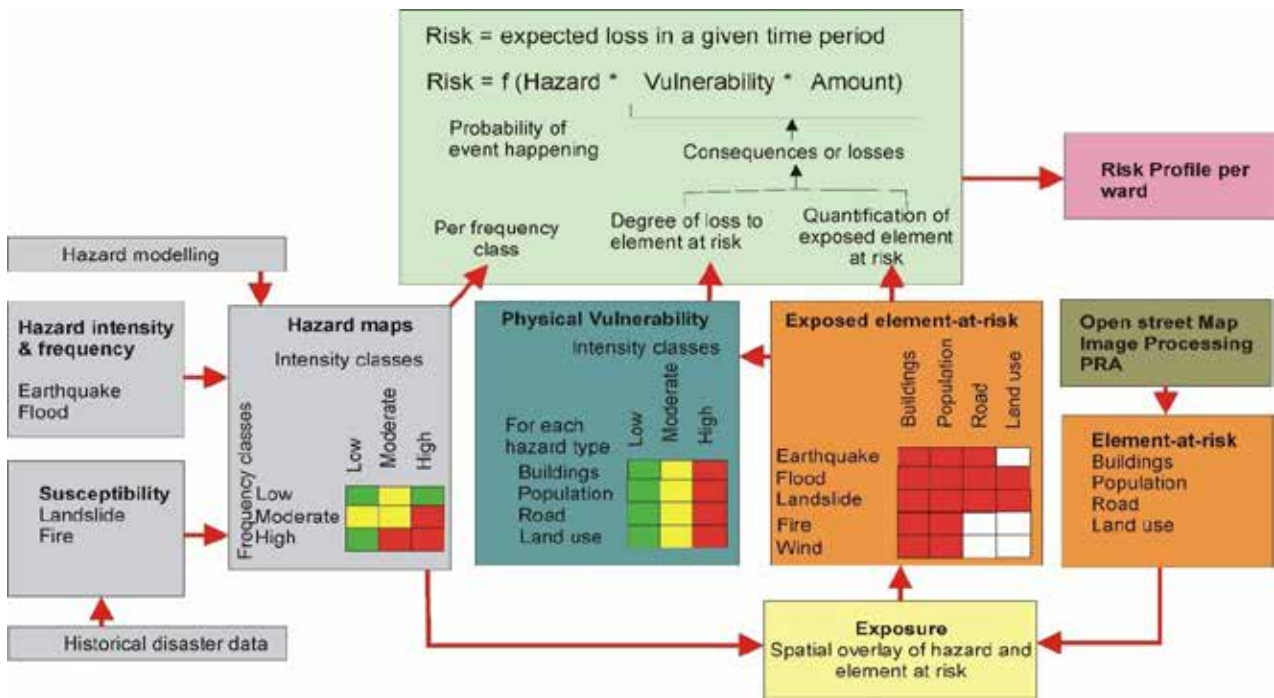 Risk = expected loss in a given time period
Risk = f (Hazard * Vulnerability * Amount)
Probability of
event happening
Consequences or losses
Per frequency
class
Degree of loss to
element at risk
Quantification of
exposed element
at risk
Risk Profile per
ward
Hazard modelling
Hazard intensity
& frequency
Earthquake
Flood
Susceptibility
Landslide
Fire
Historical disaster data
Hazard maps
Intensity classes
Frequency classes
Low
Moderate
High
Low
Moderate
High
Physical Vulnerability
Intensity classes
For each
hazard type
Low
Moderate
High
Buildings
Population
Road
Land use
Exposed element-at-risk
Buildings
Population
Road
Land use
Earthquake
Flood
Landslide
Fire
Wind
Open street Map
Image Processing
PRA
Element-at-risk
Buildings
Population
Road
Land use
Exposure
Spatial overlay of hazard and
element at risk